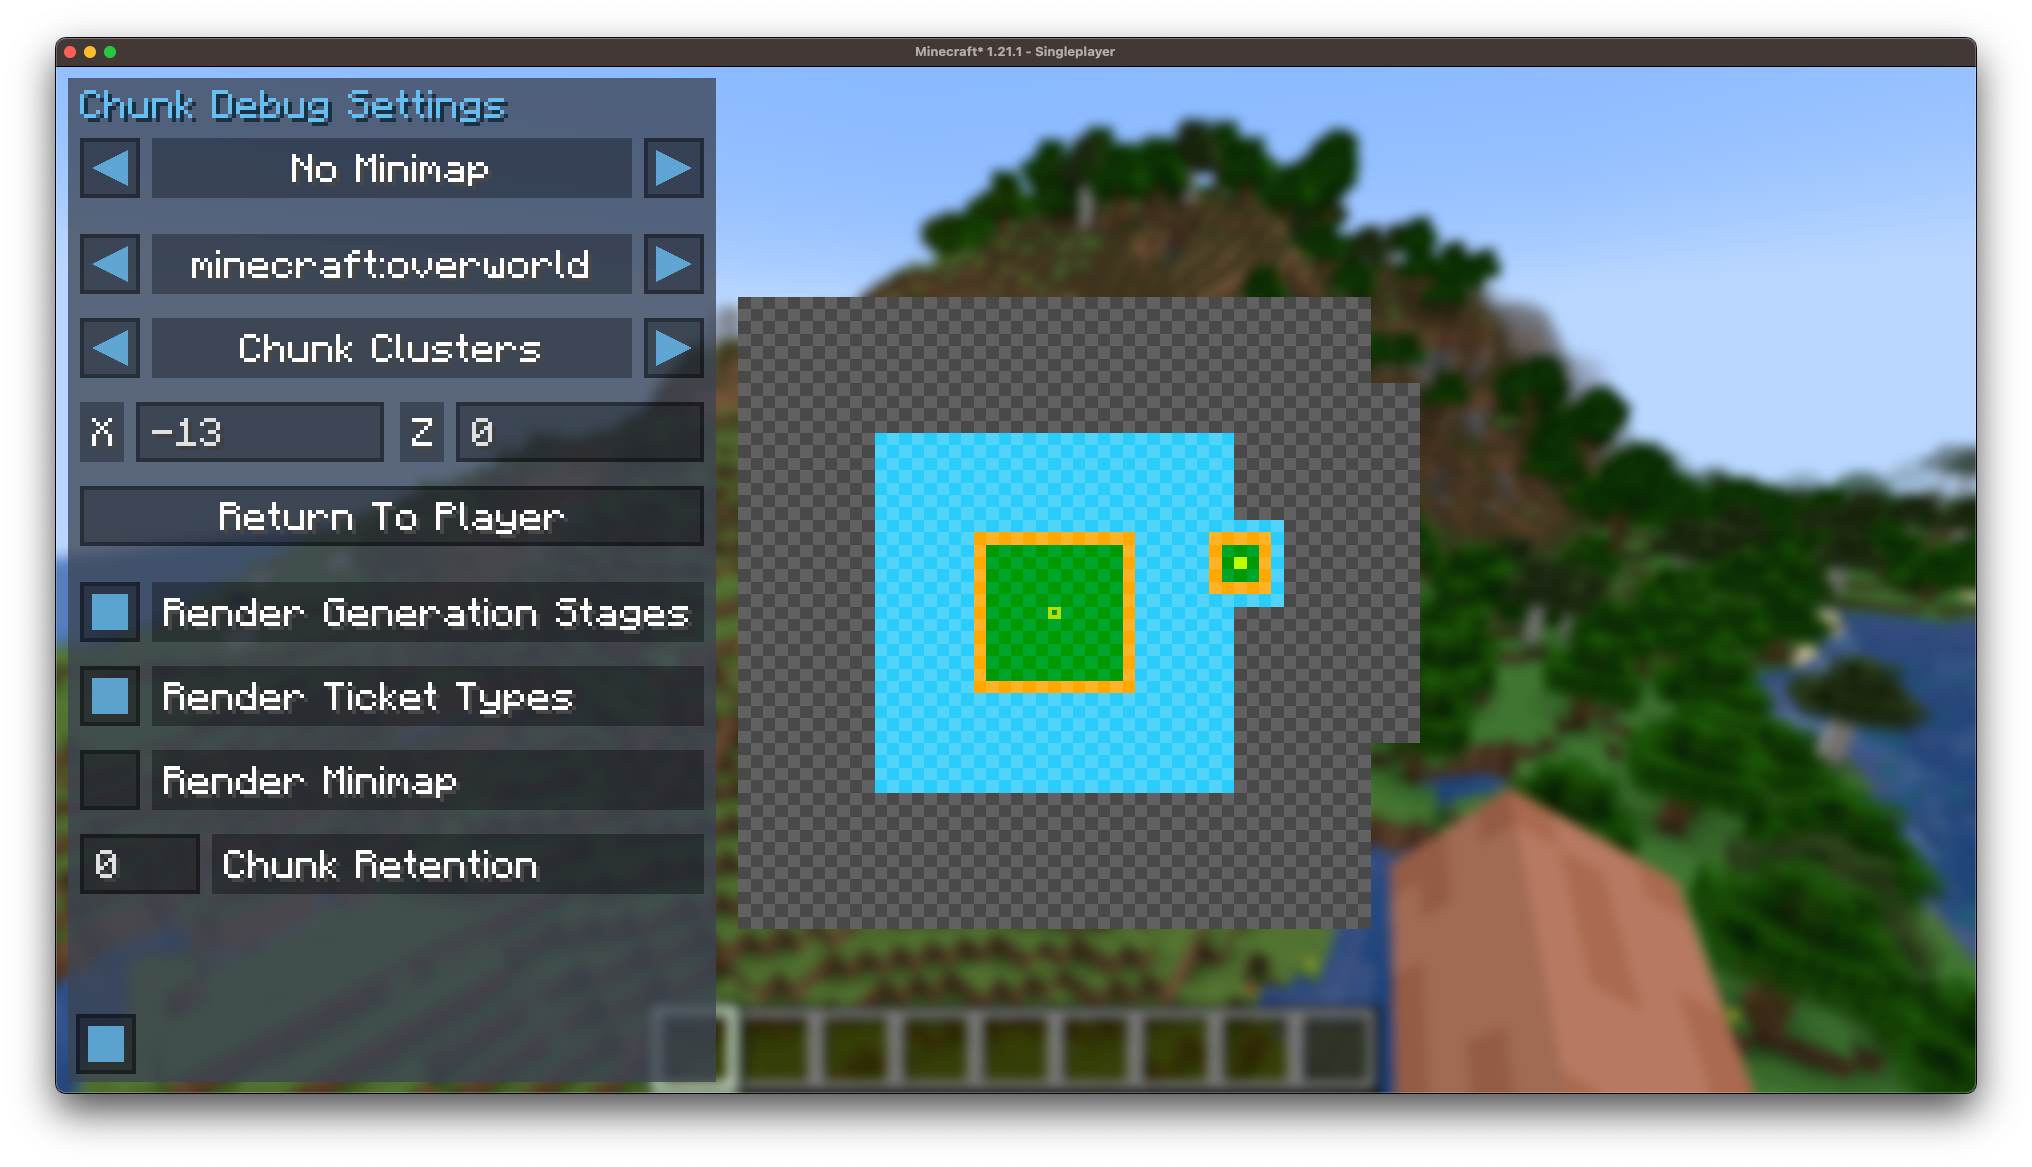 Minecraft* 1.21.1 - Singleplayer
Chunk Debug Settings
No Minimap
minecraft:overworld
Chunk Clusters
X -13 Z 0
Return To Player
Render Generation Stages
Render Ticket Types
Render Minimap
0 Chunk Retention